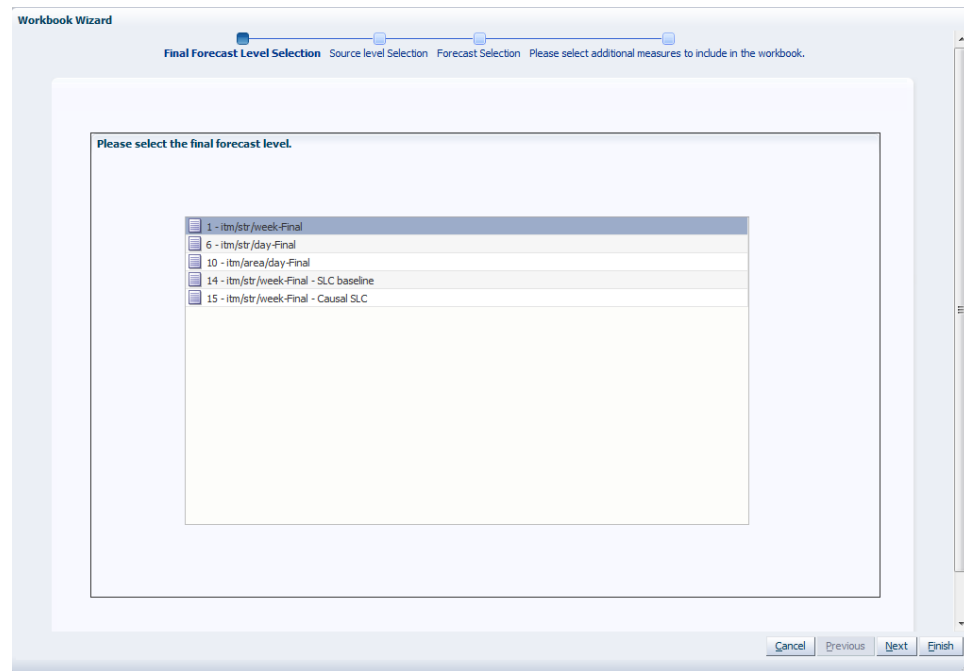 Workbook Wizard
Final Forecast Level Selection Source level Selection Forecast Selection Please select additional measures to include in the workbook.
Please select the final forecast level.
1 - itm/str/week-Final
6 - itm/str/day-Final
10 - itm/area/day-Final
14 - itm/str/week-Final - SLC baseline
15 - itm/str/week-Final - Causal SLC
Cancel Previous Next Finish